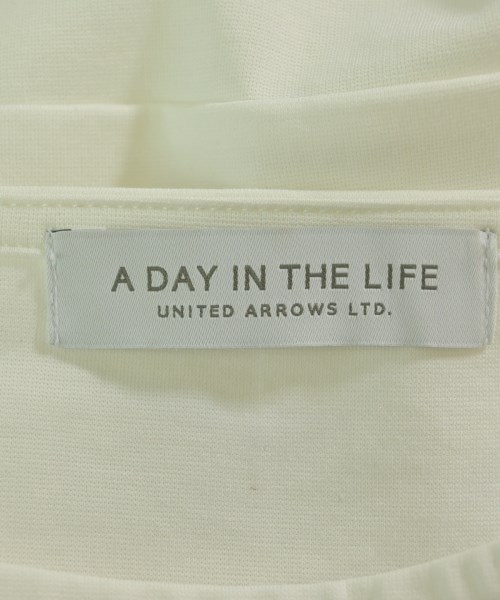 A DAY IN THE LIFE
UNITED ARROWS LTD.